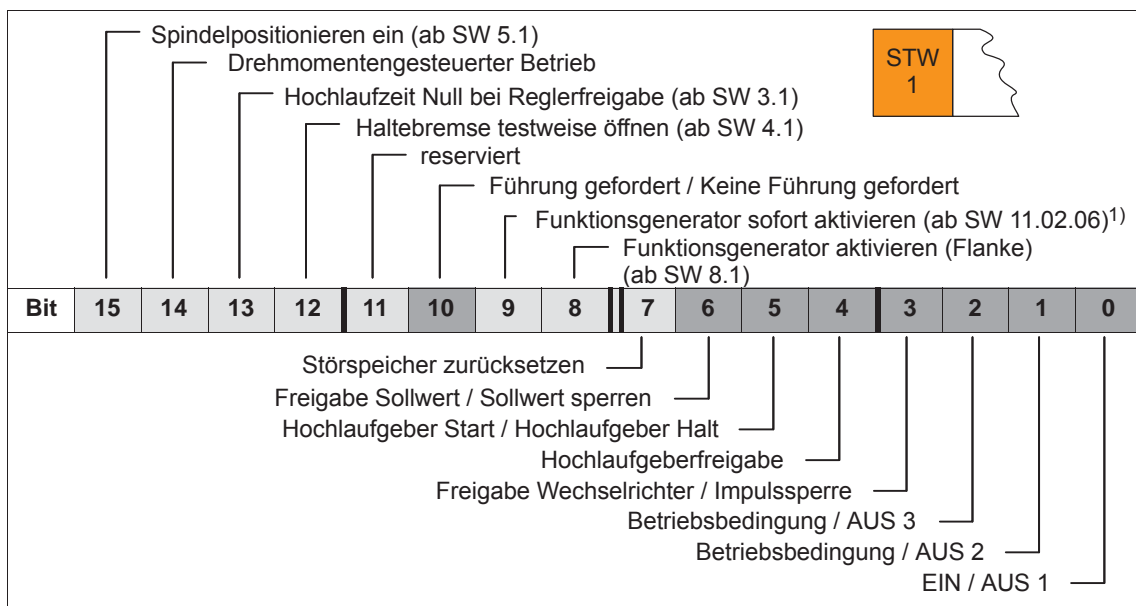 Spindelpositionieren ein (ab SW 5.1)
Drehmomentengesteuerter Betrieb
Hochlaufzeit Null bei Reglerfreigabe (ab SW 3.1)
Haltebremse testweise öffnen (ab SW 4.1)
reserviert
Führung gefordert / Keine Führung gefordert
Funktionsgenerator sofort aktivieren (ab SW 11.02.06)1)
Funktionsgenerator aktivieren (Flanke)
(ab SW 8.1)
STW
1
Bit 15 14 13 12 11 10 9 8 7 6 5 4 3 2 1 0
Störspeicher zurücksetzen
Freigabe Sollwert / Sollwert sperren
Hochlaufgeber Start / Hochlaufgeber Halt
Hochlaufgeberfreigabe
Freigabe Wechselrichter / Impulssperre
Betriebsbedingung / AUS 3
Betriebsbedingung / AUS 2
EIN / AUS 1